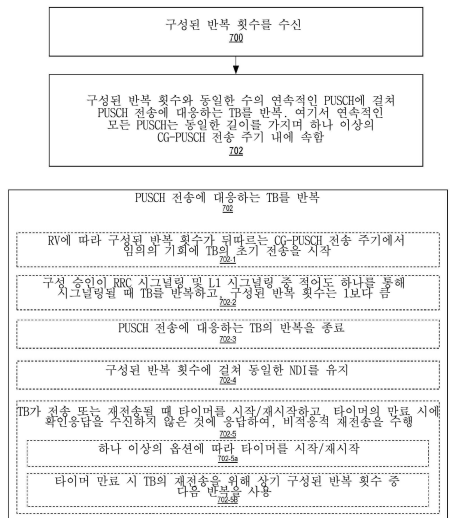 구성된 반복 횟수를 수신
700
구성된 반복 횟수와 동일한 수의 연속적인 PUSCH에 걸쳐
PUSCH 전송에 대응하는 TB를 반복. 여기서 연속적인
모든 PUSCH는 동일한 길이를 가지며 하나 이상의
CG-PUSCH 전송 주기 내에 속함
702
PUSCH 전송에 대응하는 TB를 반복
702
RV에 따라 구성된 반복 횟수가 뒤따르는 CG-PUSCH 전송 주기에서
임의의 기회에 TB의 초기 전송을 시작
702-1
구성 승인이 RRC 시그널링 및 L1 시그널링 중 적어도 하나를 통해
시그널링될 때 TB를 반복하고, 구성된 반복 횟수는 1보다 큼
702-2
PUSCH 전송에 대응하는 TB의 반복을 종료
702-3
구성된 반복 횟수에 걸쳐 동일한 NDI를 유지
702-4
TB가 전송 또는 재전송될 때 타이머를 시작/재시작하고, 타이머의 만료 시에
확인응답을 수신하지 않은 것에 응답하여, 비적응적 재전송을 수행
702-5
하나 이상의 옵션에 따라 타이머를 시작/재시작
702-5a
타이머 만료 시 TB의 재전송을 위해 상기 구성된 반복 횟수 중
다음 반복을 사용
702-5B